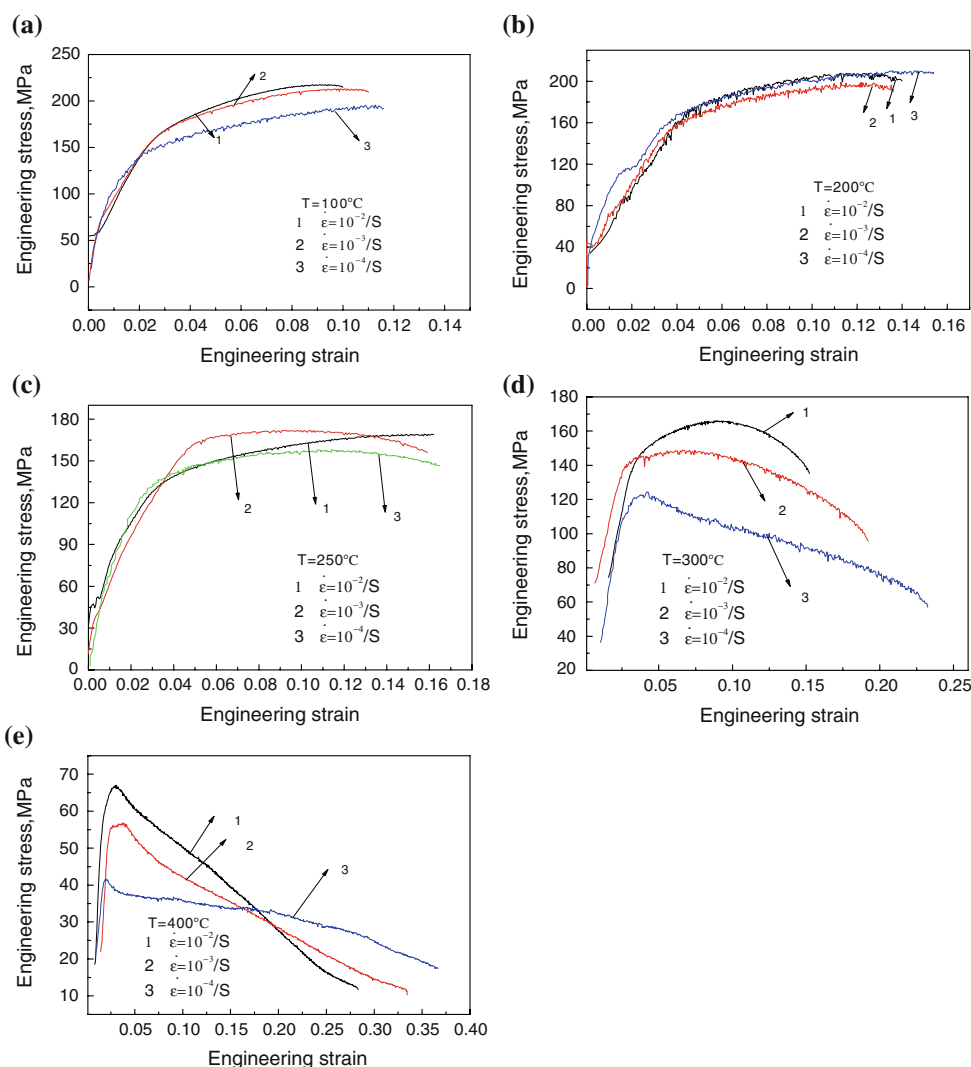 (a)
250
200
150
100
50
0
0.00 0.02 0.04 0.06 0.08 0.10 0.12 0.14
Engineering stress,MPa
Engineering strain
2
1
3
T=100℃
1 ε̇=10⁻²/S
2 ε̇=10⁻³/S
3 ε̇=10⁻⁴/S
(b)
200
160
120
80
40
0
0.00 0.02 0.04 0.06 0.08 0.10 0.12 0.14 0.16
Engineering stress,MPa
Engineering strain
2 1 3
T=200℃
1 ε̇=10⁻²/S
2 ε̇=10⁻³/S
3 ε̇=10⁻⁴/S
(c)
180
150
120
90
60
30
0
0.00 0.02 0.04 0.06 0.08 0.10 0.12 0.14 0.16 0.18
Engineering stress,MPa
Engineering strain
2 1 3
T=250℃
1 ε̇=10⁻²/S
2 ε̇=10⁻³/S
3 ε̇=10⁻⁴/S
(d)
180
160
140
120
100
80
60
40
20
0.05 0.10 0.15 0.20 0.25
Engineering stress,MPa
Engineering strain
1
2
3
T=300℃
1 ε̇=10⁻²/S
2 ε̇=10⁻³/S
3 ε̇=10⁻⁴/S
(e)
70
60
50
40
30
20
10
0.05 0.10 0.15 0.20 0.25 0.30 0.35 0.40
Engineering stress,MPa
Engineering strain
1
2
3
T=400℃
1 ε̇=10⁻²/S
2 ε̇=10⁻³/S
3 ε̇=10⁻⁴/S